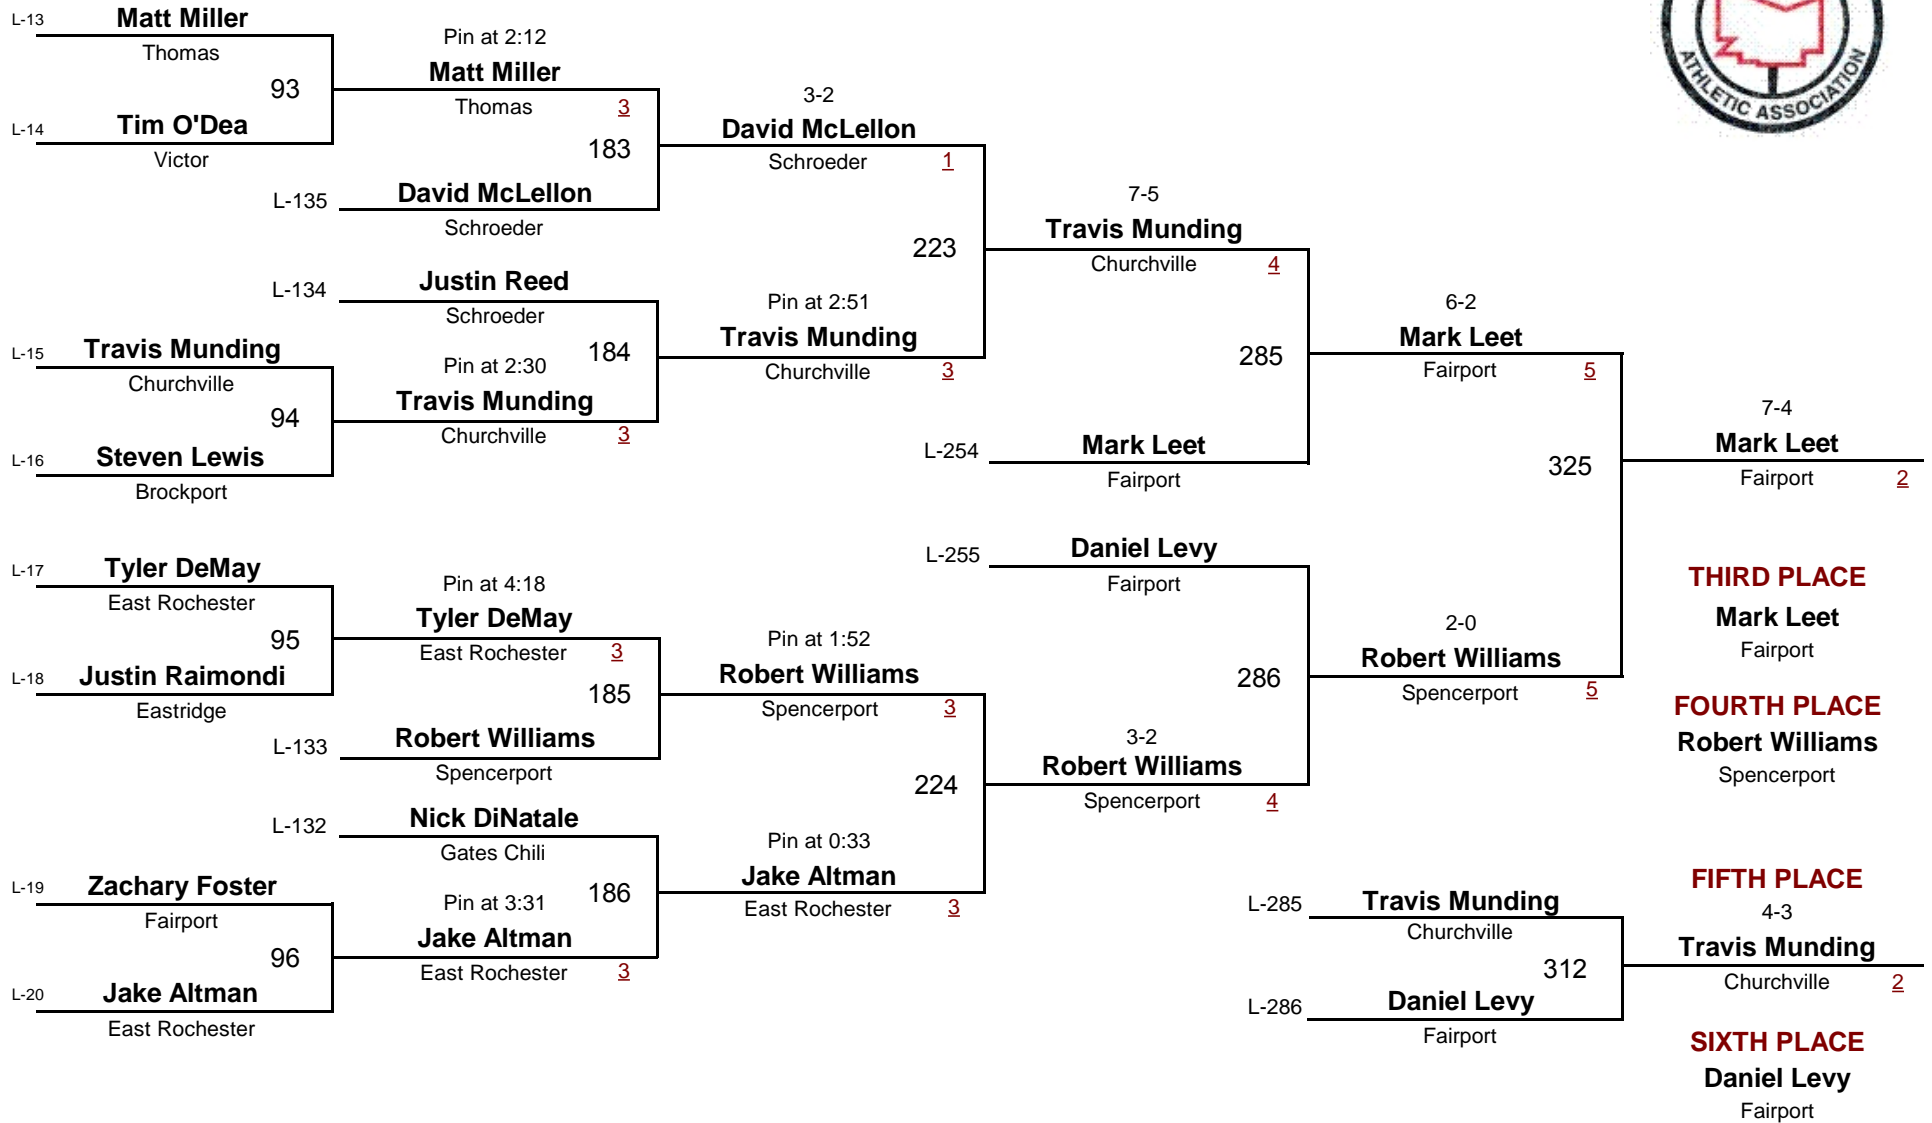 L-13
Matt Miller
Thomas
93
L-14
Tim O'Dea
Victor
L-15
Travis Munding
Churchville
94
L-16
Steven Lewis
Brockport
L-17
Tyler DeMay
East Rochester
95
L-18
Justin Raimondi
Eastridge
L-19
Zachary Foster
Fairport
96
L-20
Jake Altman
East Rochester
Pin at 2:12
Matt Miller
Thomas 3
183
L-135
David McLellon
Schroeder
L-134
Justin Reed
Schroeder
184
Pin at 2:30
Travis Munding
Churchville 3
Pin at 4:18
Tyler DeMay
East Rochester 3
185
L-133
Robert Williams
Spencerport
L-132
Nick DiNatale
Gates Chili
186
Pin at 3:31
Jake Altman
East Rochester 3
3-2
David McLellon
Schroeder 1
223
Pin at 2:51
Travis Munding
Churchville 3
Pin at 1:52
Robert Williams
Spencerport 3
224
Pin at 0:33
Jake Altman
East Rochester 3
7-5
Travis Munding
Churchville 4
285
L-254
Mark Leet
Fairport
L-255
Daniel Levy
Fairport
286
3-2
Robert Williams
Spencerport 4
6-2
Mark Leet
Fairport 5
325
2-0
Robert Williams
Spencerport 5
L-285
Travis Munding
Churchville
312
L-286
Daniel Levy
Fairport
ATHLETIC ASSOCIATION
7-4
Mark Leet
Fairport 2
THIRD PLACE
Mark Leet
Fairport
FOURTH PLACE
Robert Williams
Spencerport
FIFTH PLACE
4-3
Travis Munding
Churchville 2
SIXTH PLACE
Daniel Levy
Fairport